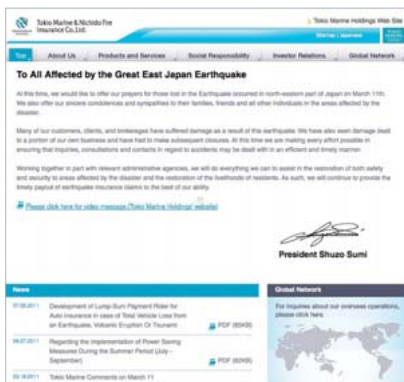 Tokio Marine & Nichido Fire
Insurance Co., Ltd.
Tokio Marine Holdings Web Site
Sitemap | Japanese
Top
About Us
Products and Services
Social Responsibility
Investor Relations
Global Network
To All Affected by the Great East Japan Earthquake
At this time, we would like to offer our prayers for those lost in the Earthquake occured in north-eastern part of Japan on March 11th.
We also offer our sincere condolences and sympathies to their families, friends and all other individuals in the areas affected by the
disaster.
Many of our customers, clients, and brokerages have suffered damage as a result of this earthquake. We have also seen damage dealt
to a portion of our own business and have had to make subsequent closures. At this time we are making every effort possible in
ensuring that inquiries, consultations and contacts in regard to accidents may be dealt with in an efficient and timely manner.
Working together in part with relevant administrative agencies, we will do everything we can to assist in the restoration of both safety
and security to areas affected by the disaster and the restoration of the livelihoods of residents. As such, we will continue to provide the
timely payout of earthquake insurance claims to the best of our ability.
Please click here for video message.(Tokio Marine Holdings' website)
President Shuzo Sumi
News
Global Network
Development of Lump-Sum Payment Rider for
Auto Insurance in case of Total Vehicle Loss from
an Earthquake, Volcanic Eruption Or Tsunami
PDF
For inquiries about our overseas operations,
please click here.
Regarding the Implementation of Power Saving
Measures During the Summer Period (July -
September)
PDF
Tokio Marine Comments on March 11